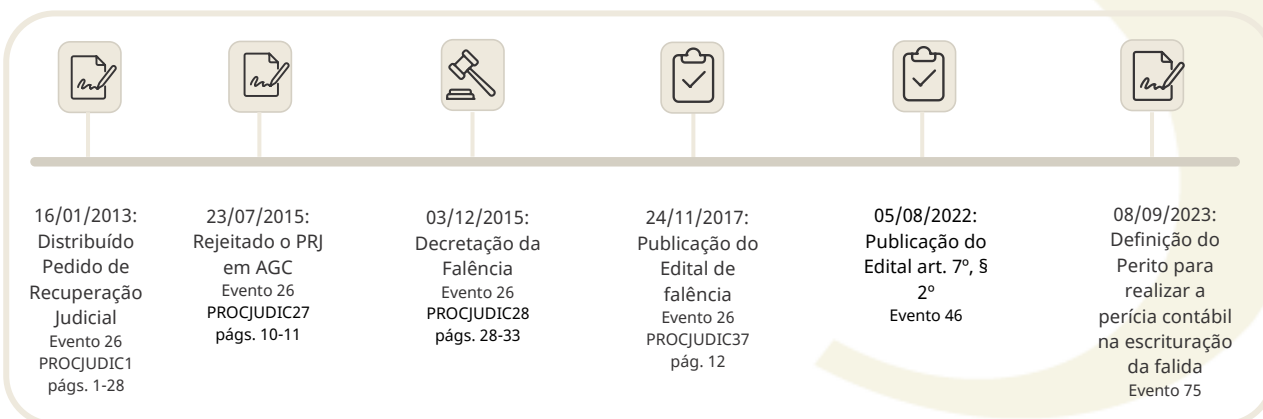 16/01/2013:
Distribuído
Pedido de
Recuperação
Judicial
Evento 26
PROCJUDIC1
págs. 1-28
23/07/2015:
Rejeitado o PRJ
em AGC
Evento 26
PROCJUDIC27
págs. 10-11
03/12/2015:
Decretação da
Falência
Evento 26
PROCJUDIC28
págs. 28-33
24/11/2017:
Publicação do
Edital de
falência
Evento 26
PROCJUDIC37
pág. 12
05/08/2022:
Publicação do
Edital art. 7º, §
2º
Evento 46
08/09/2023:
Definição do
Perito para
realizar a
perícia contábil
na escrituração
da falida
Evento 75